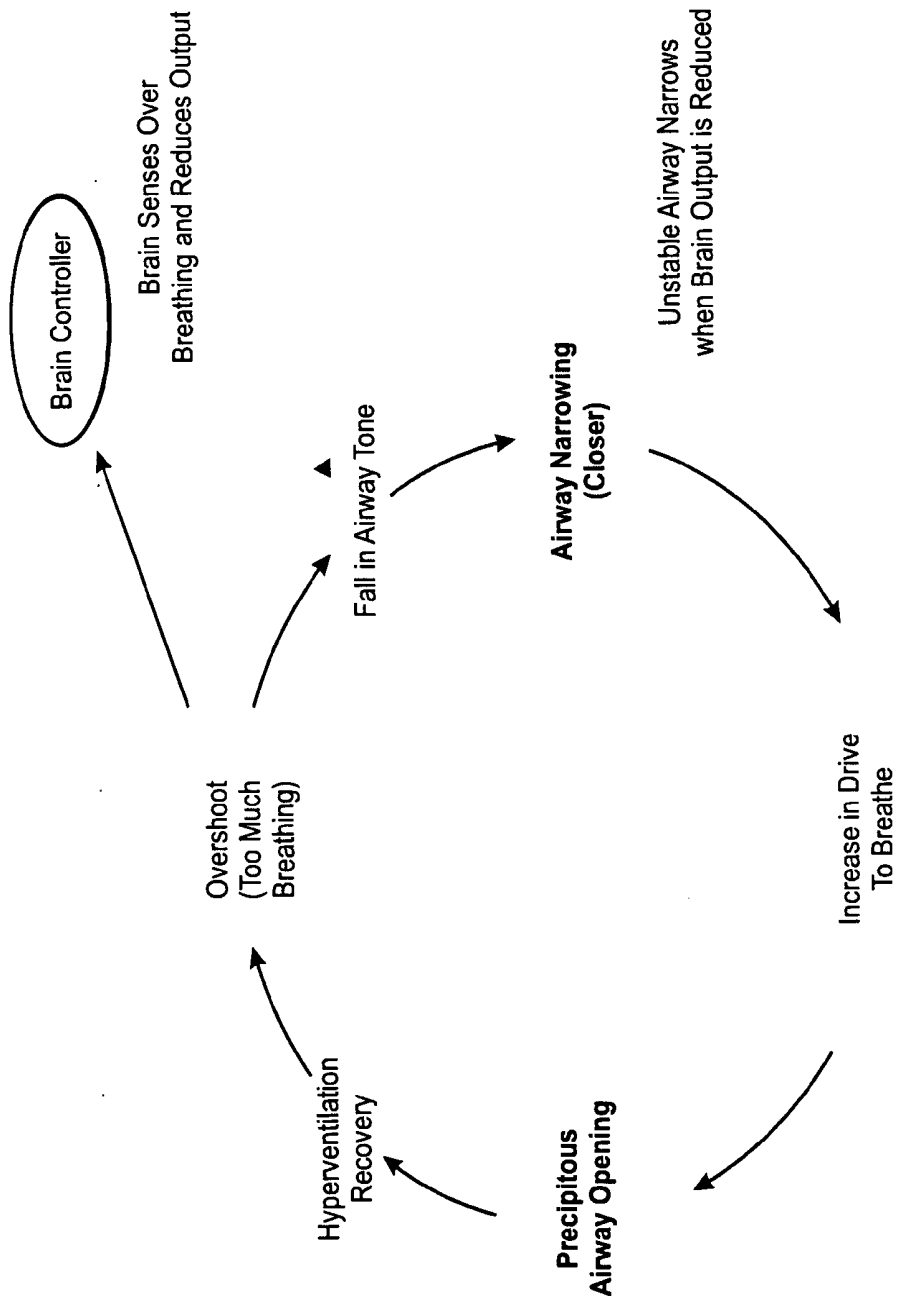 Brain Controller
Brain Senses Over
Breathing and Reduces Output
Overshoot
(Too Much
Breathing)
Fall in Airway Tone
Airway Narrowing
(Closer)
Unstable Airway Narrows
when Brain Output is Reduced
Increase in Drive
To Breathe
Precipitous
Airway Opening
Hyperventilation
Recovery